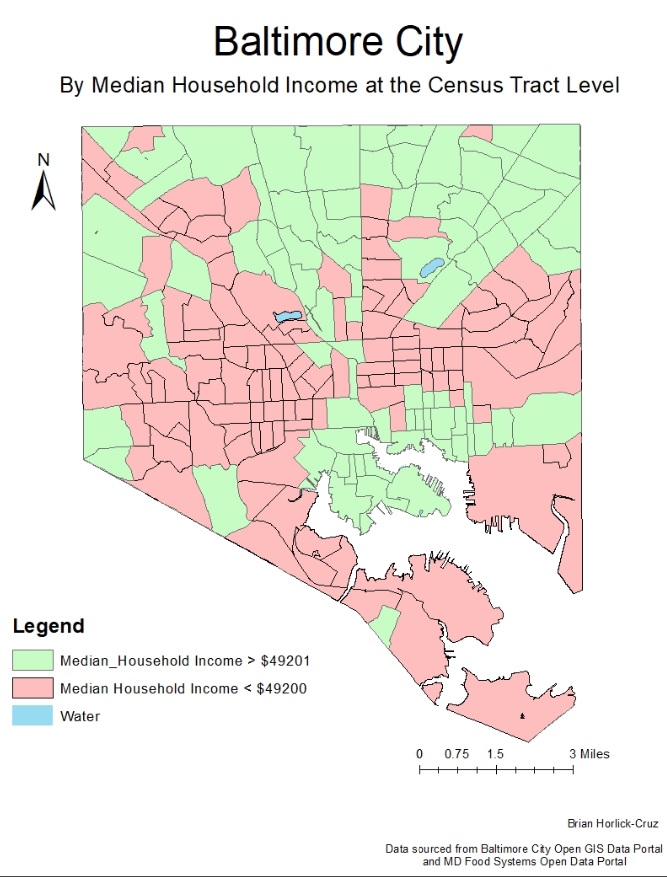 Baltimore City
By Median Household Income at the Census Tract Level
N
Legend
Median_Household Income > $49201
Median Household Income < $49200
Water
0 0.75 1.5 3 Miles
Brian Horlick-Cruz
Data sourced from Baltimore City Open GIS Data Portal
and MD Food Systems Open Data Portal